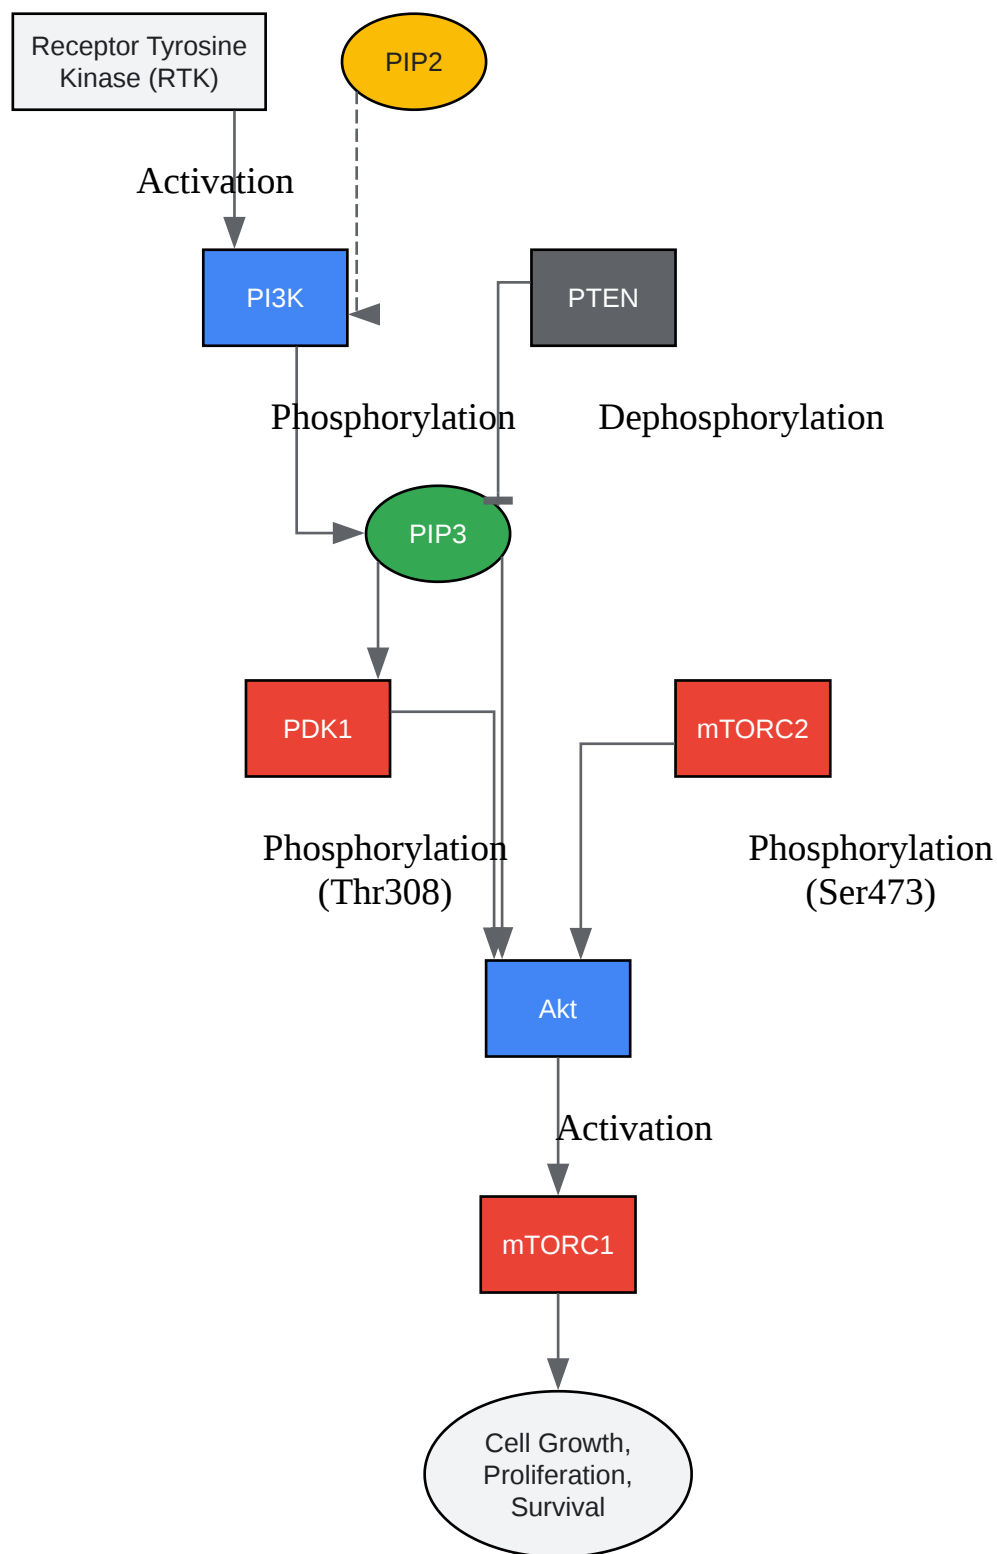 Receptor Tyrosine
Kinase (RTK)
PIP2
Activation
PI3K
PTEN
Phosphorylation
Dephosphorylation
PIP3
PDK1
mTORC2
Phosphorylation
(Thr308)
Phosphorylation
(Ser473)
Akt
Activation
mTORC1
Cell Growth,
Proliferation,
Survival